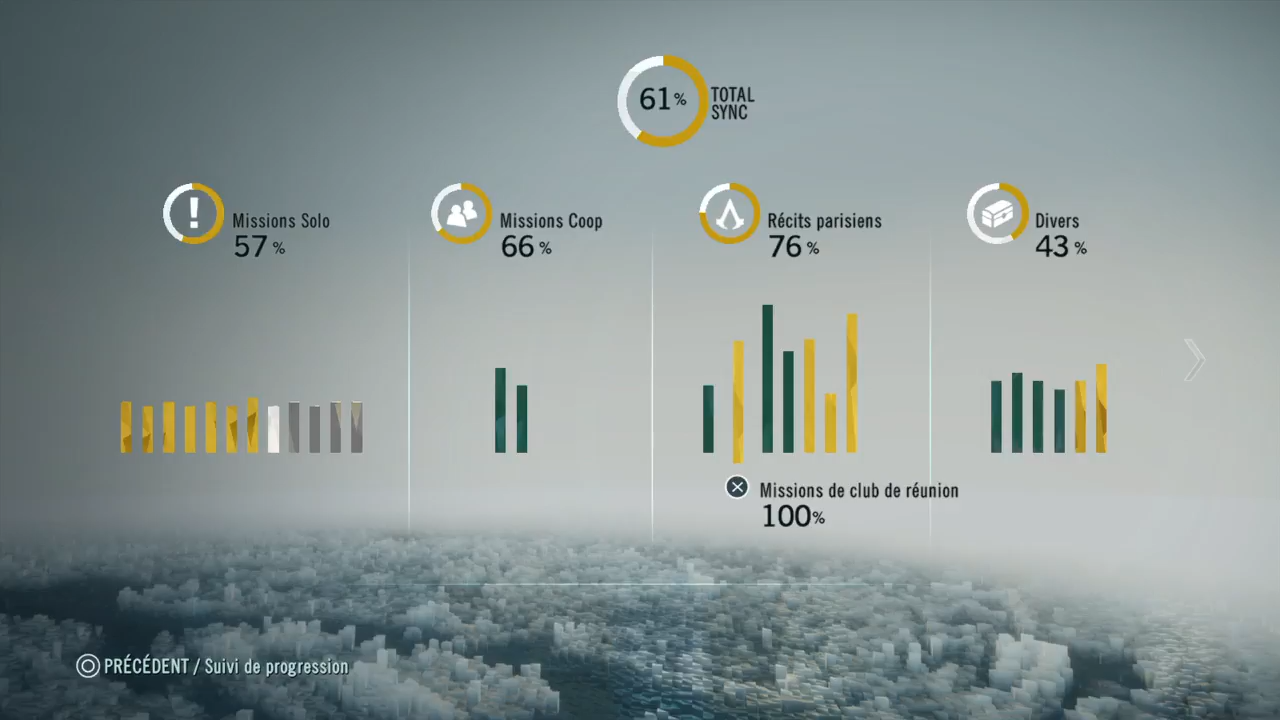 61%
TOTAL
SYNC
Missions Solo
57 %
Missions Coop
66 %
Récits parisiens
76 %
Divers
43 %
Missions de club de réunion
100%
PRÉCÉDENT / Suivi de progression